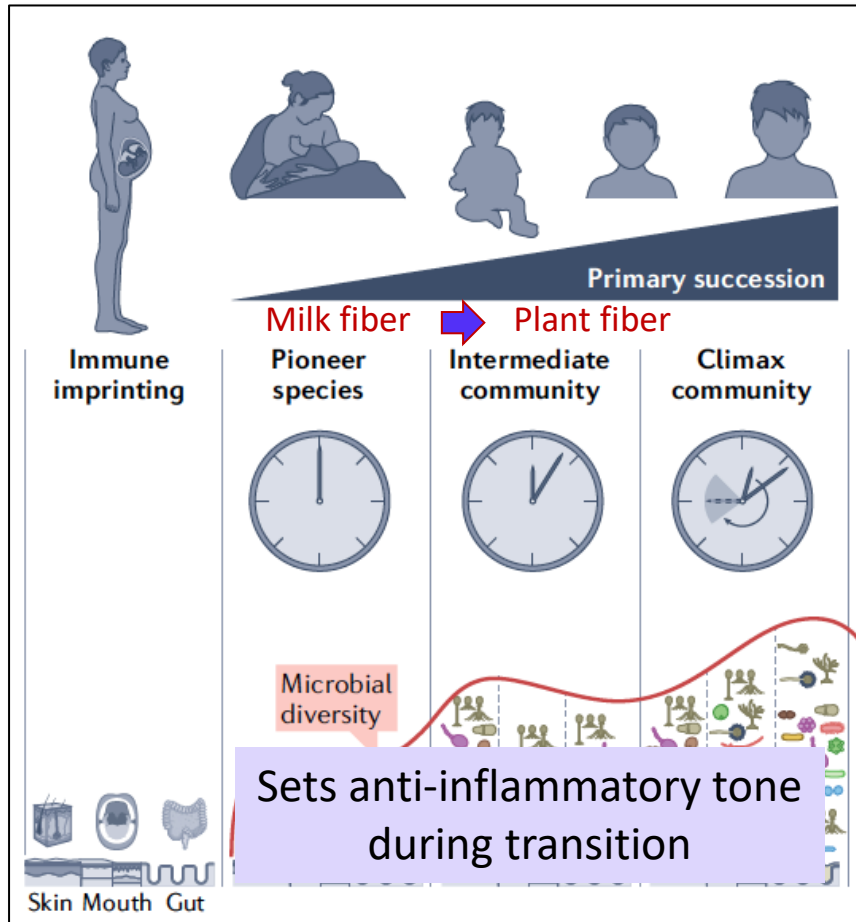 Primary succession
Milk fiber
Plant fiber
Immune
imprinting
Pioneer
species
Intermediate
community
Climax
community
Microbial
diversity
Sets anti-inflammatory tone
during transition
Skin Mouth Gut